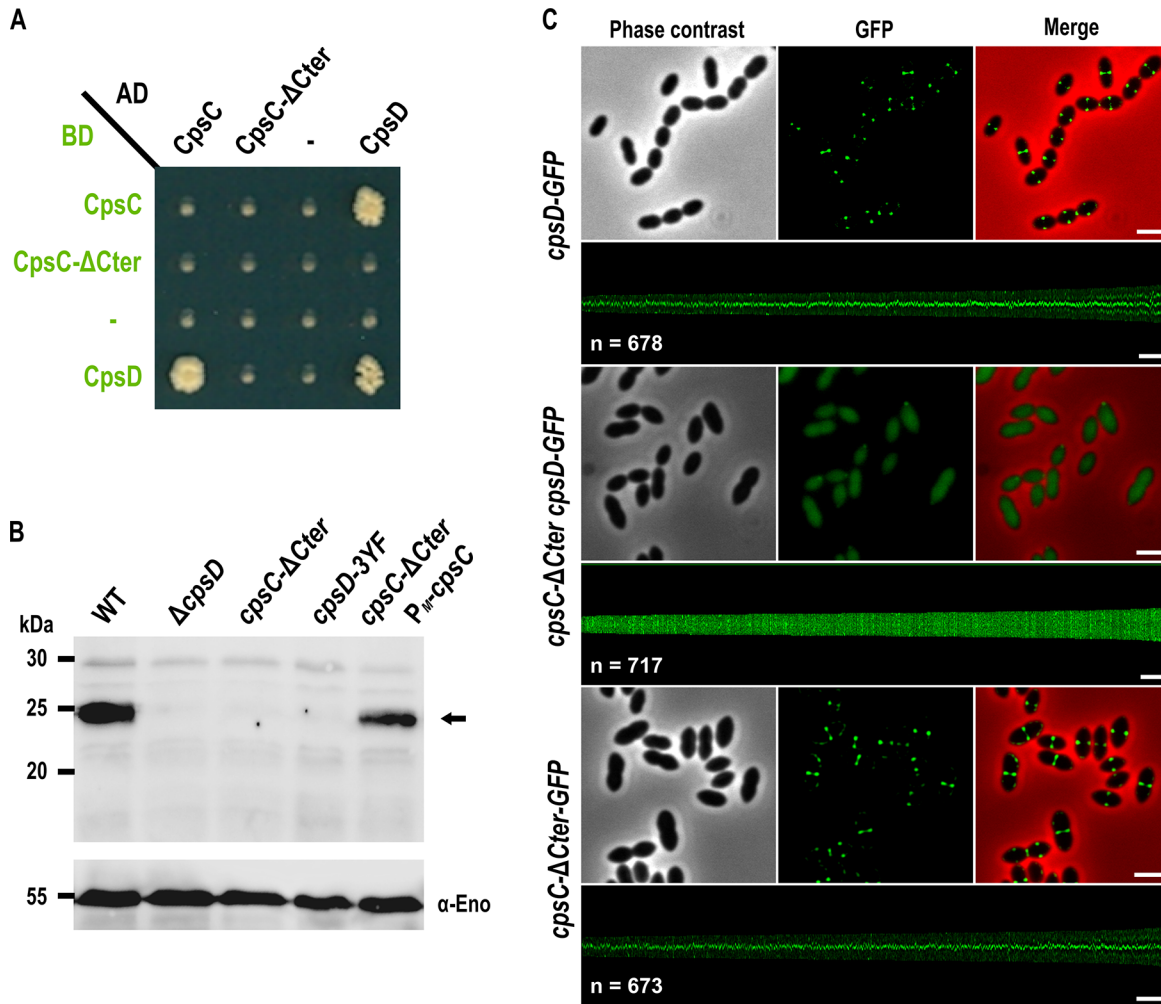 A
AD
BD
CpsC
CpsC-ΔCter
-
CpsD
CpsC
CpsC-ΔCter
-
CpsD
B
WT
ΔcpsD
cpsC-ΔCter
cpsD-3YF
cpsC-ΔCter
PM-cpsC
kDa
30
25
20
55
α-Eno
C
Phase contrast
GFP
Merge
cpsD-GFP
n = 678
cpsC-ΔCter cpsD-GFP
n = 717
cpsC-ΔCter-GFP
n = 673